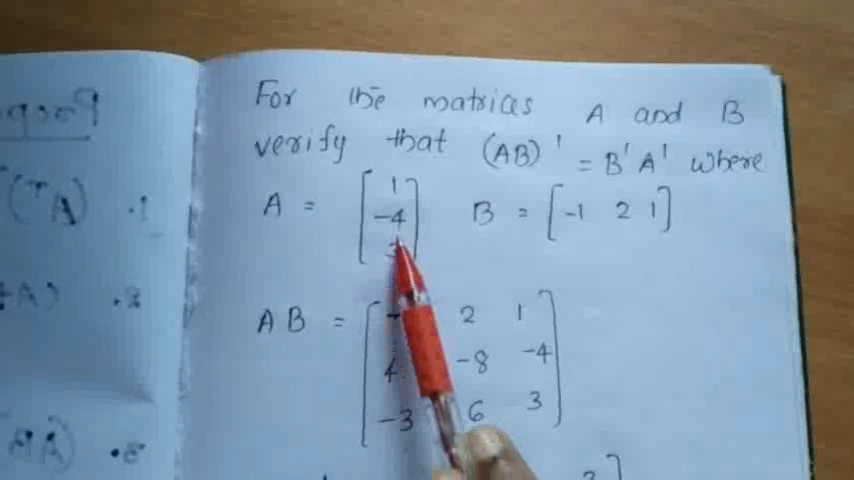 For the matrices A and B
verify that (AB)' = B'A' where
A = [ 1 B = [ -1 2 1 ]
-4
3 ]
AB = [ 2 1
4 -8 -4
-3 6 3 ]